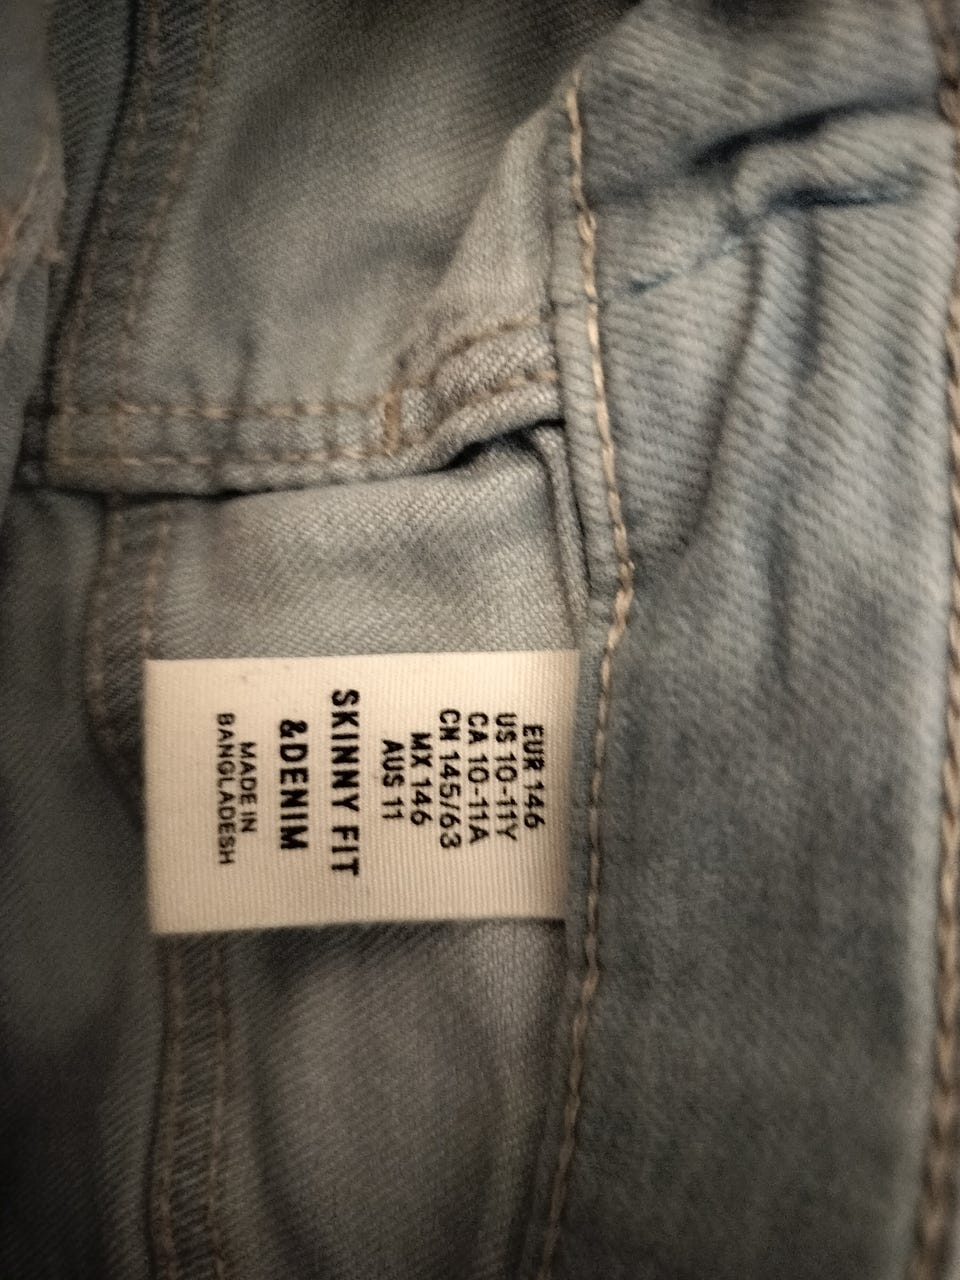 EUR 146
US 10-11Y
CA 10-11A
CN 145/63
MX 146
AUS 11
SKINNY FIT
&DENIM
MADE IN
BANGLADESH